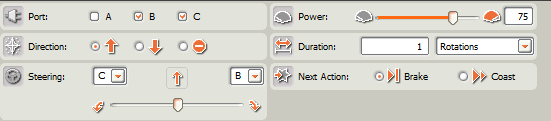 Port: A B C
Power: 75
Direction:
Duration: 1 Rotations
Steering: C B
Next Action: Brake Coast